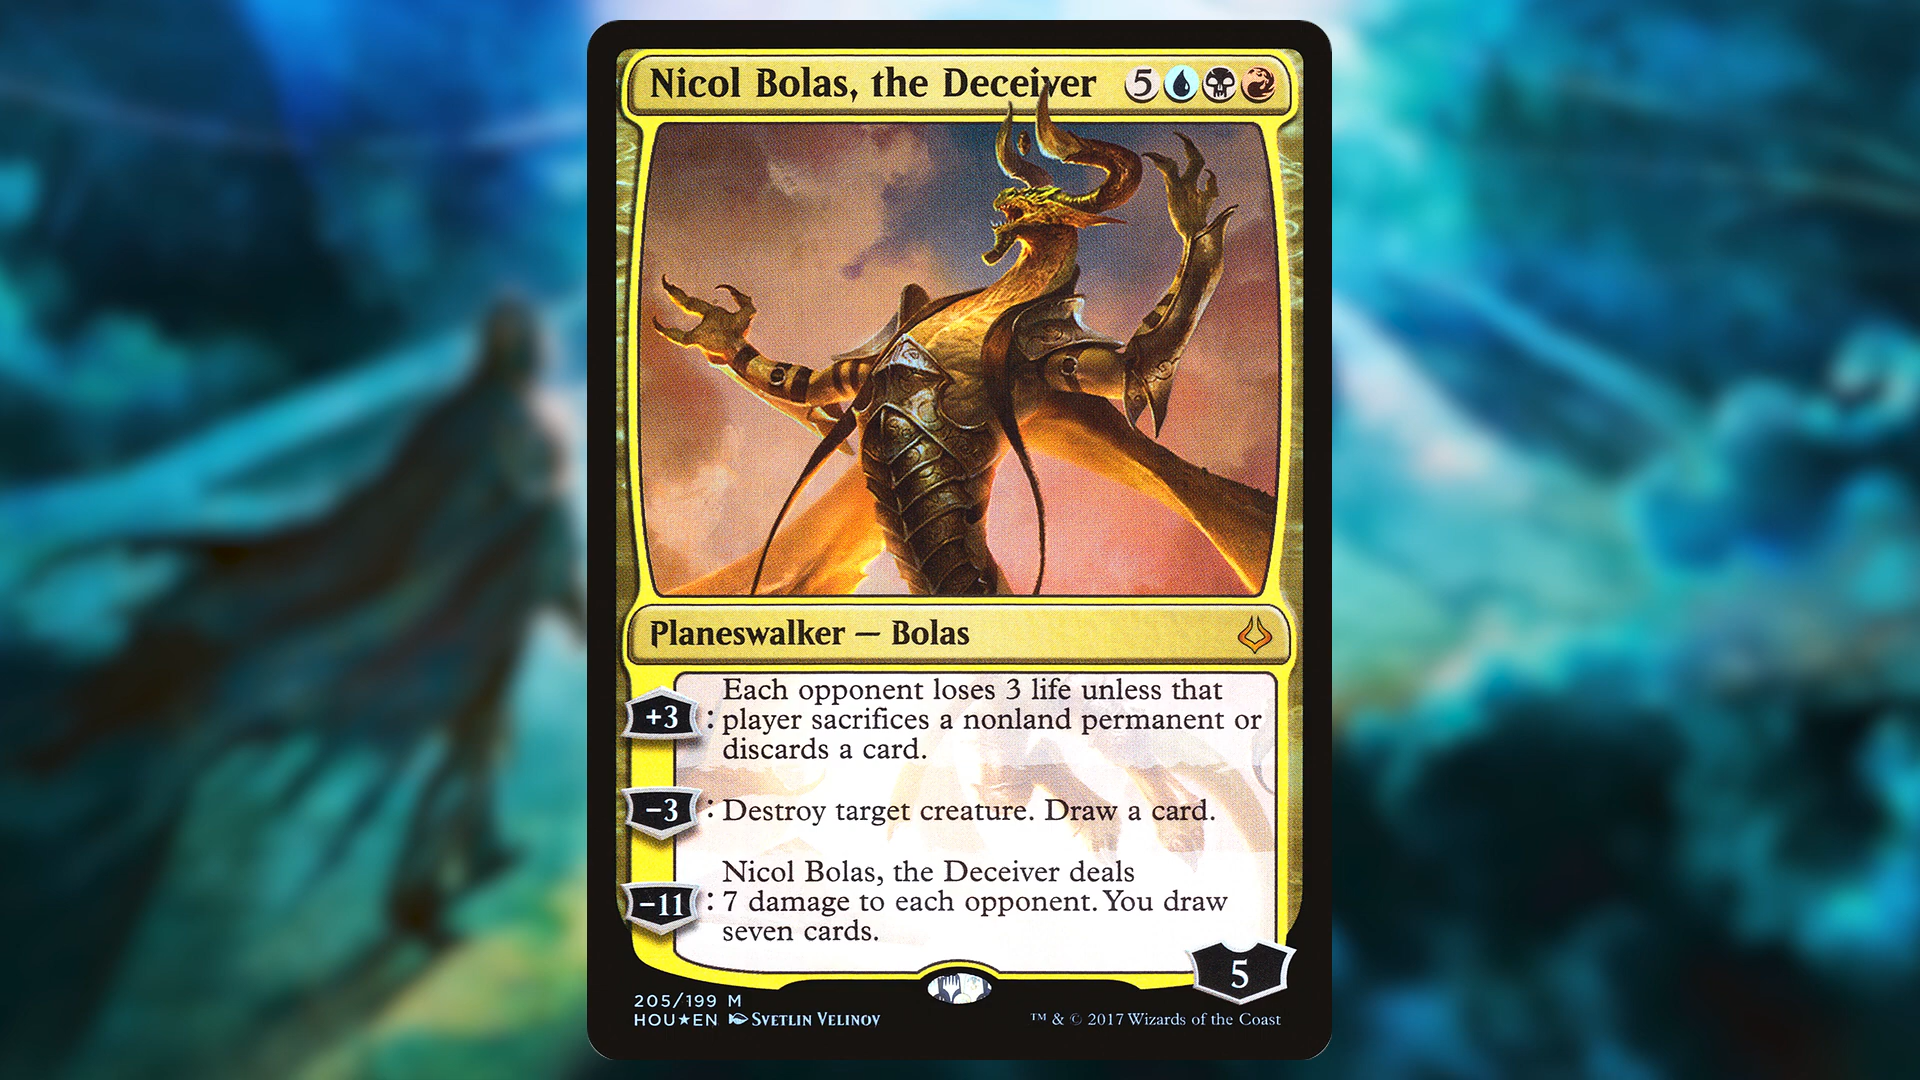 Nicol Bolas, the Deceiver 5
Planeswalker — Bolas
Each opponent loses 3 life unless that
+3 : player sacrifices a nonland permanent or
discards a card.
−3 : Destroy target creature. Draw a card.
Nicol Bolas, the Deceiver deals
−11 : 7 damage to each opponent. You draw
seven cards.
5
205/199 M
HOU★EN Svetlin Velinov
™ & © 2017 Wizards of the Coast